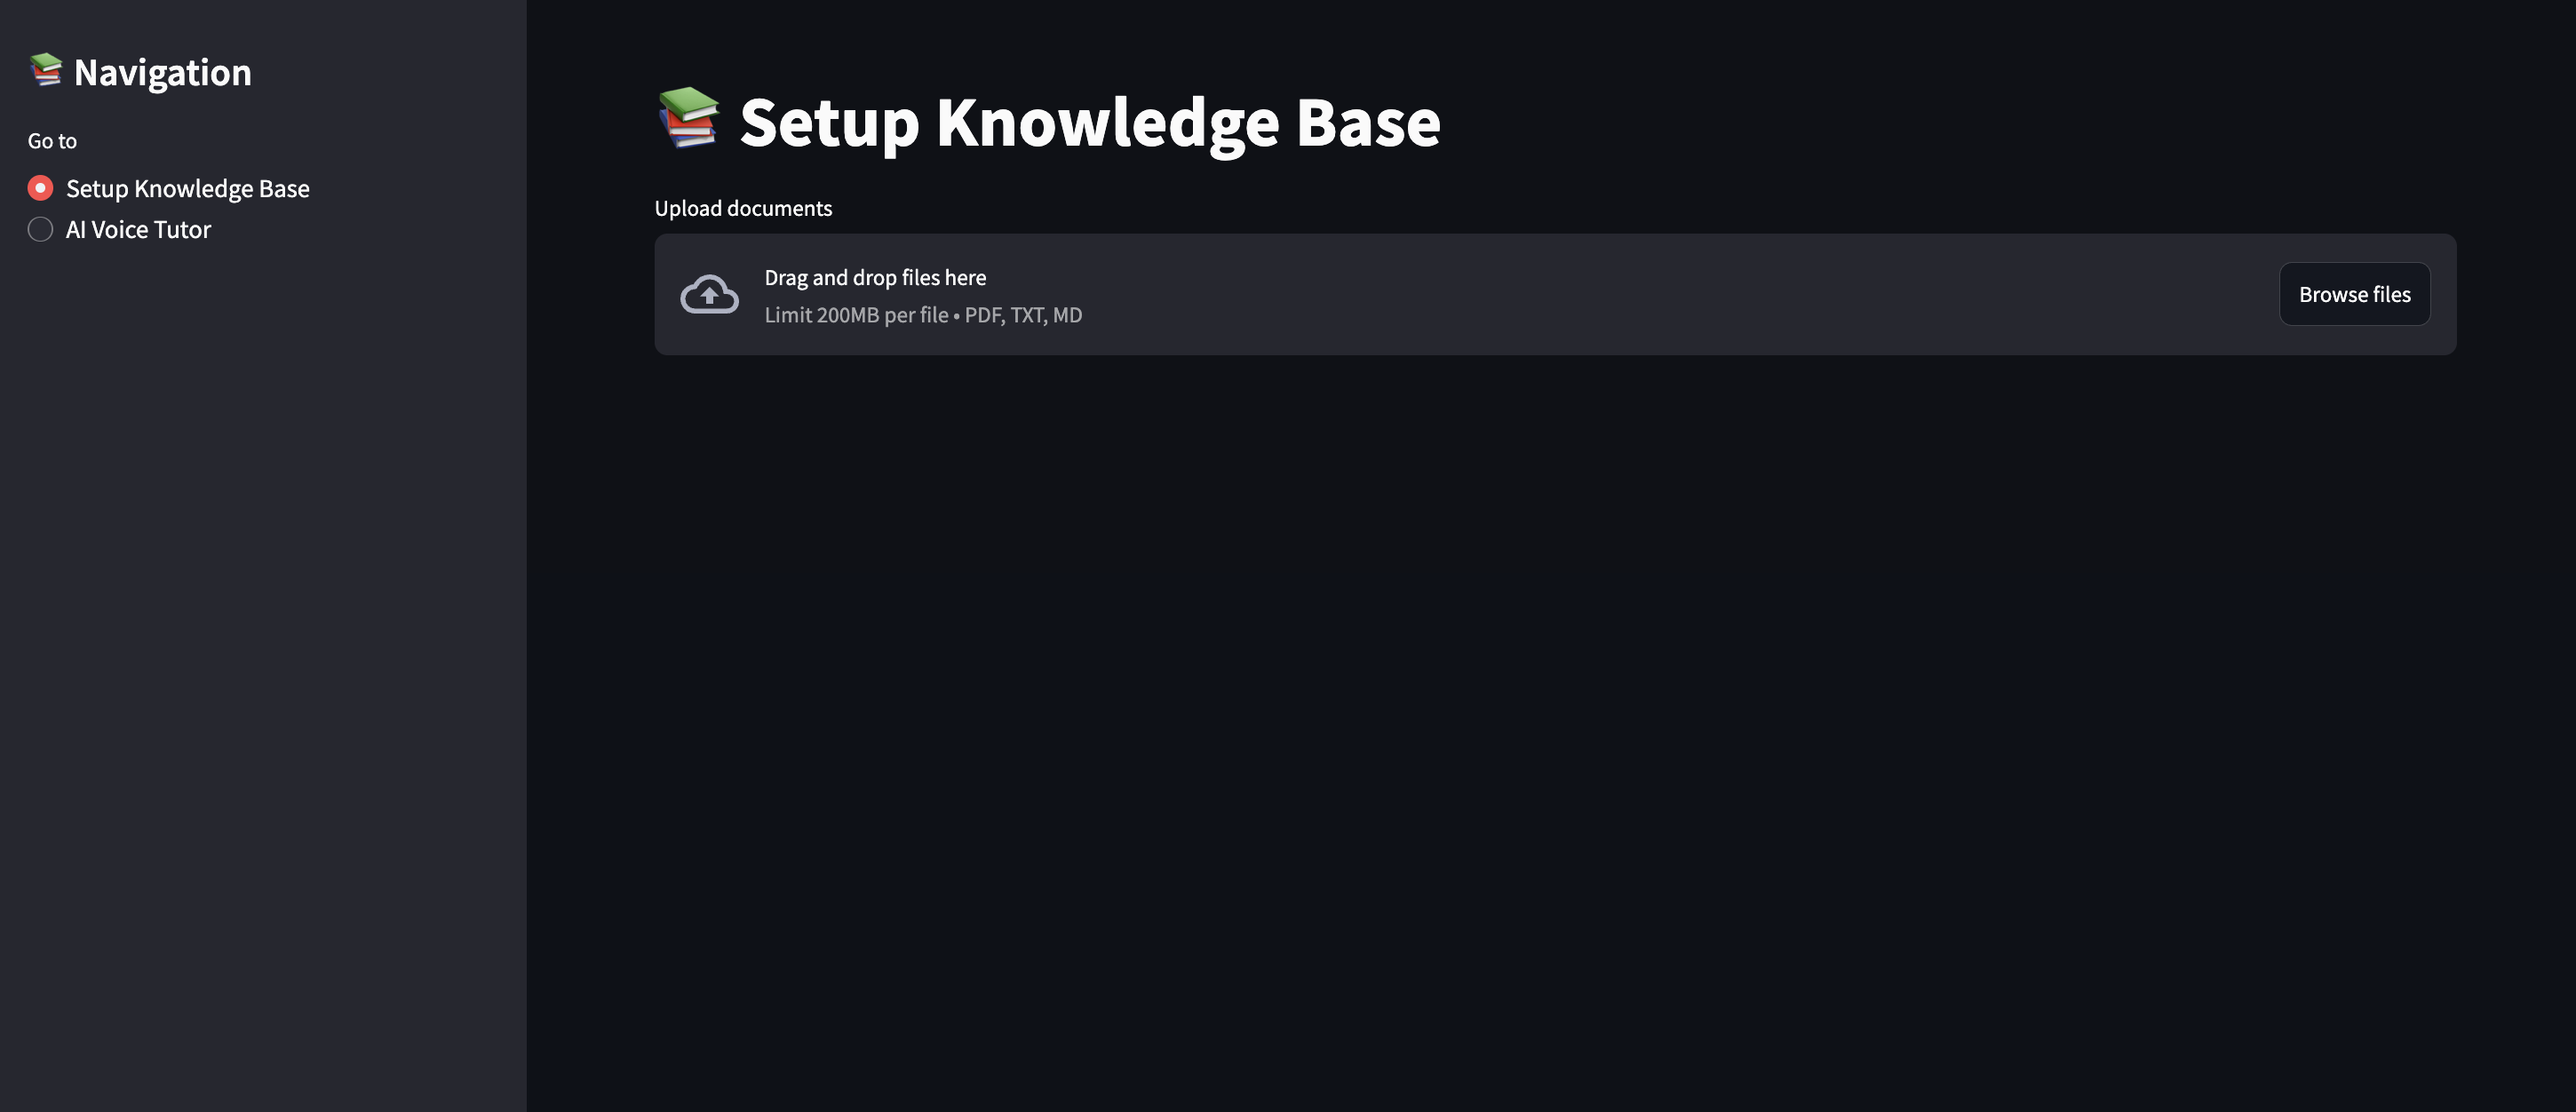 📚 Navigation
Go to
Setup Knowledge Base
AI Voice Tutor
📚 Setup Knowledge Base
Upload documents
Drag and drop files here
Limit 200MB per file • PDF, TXT, MD
Browse files